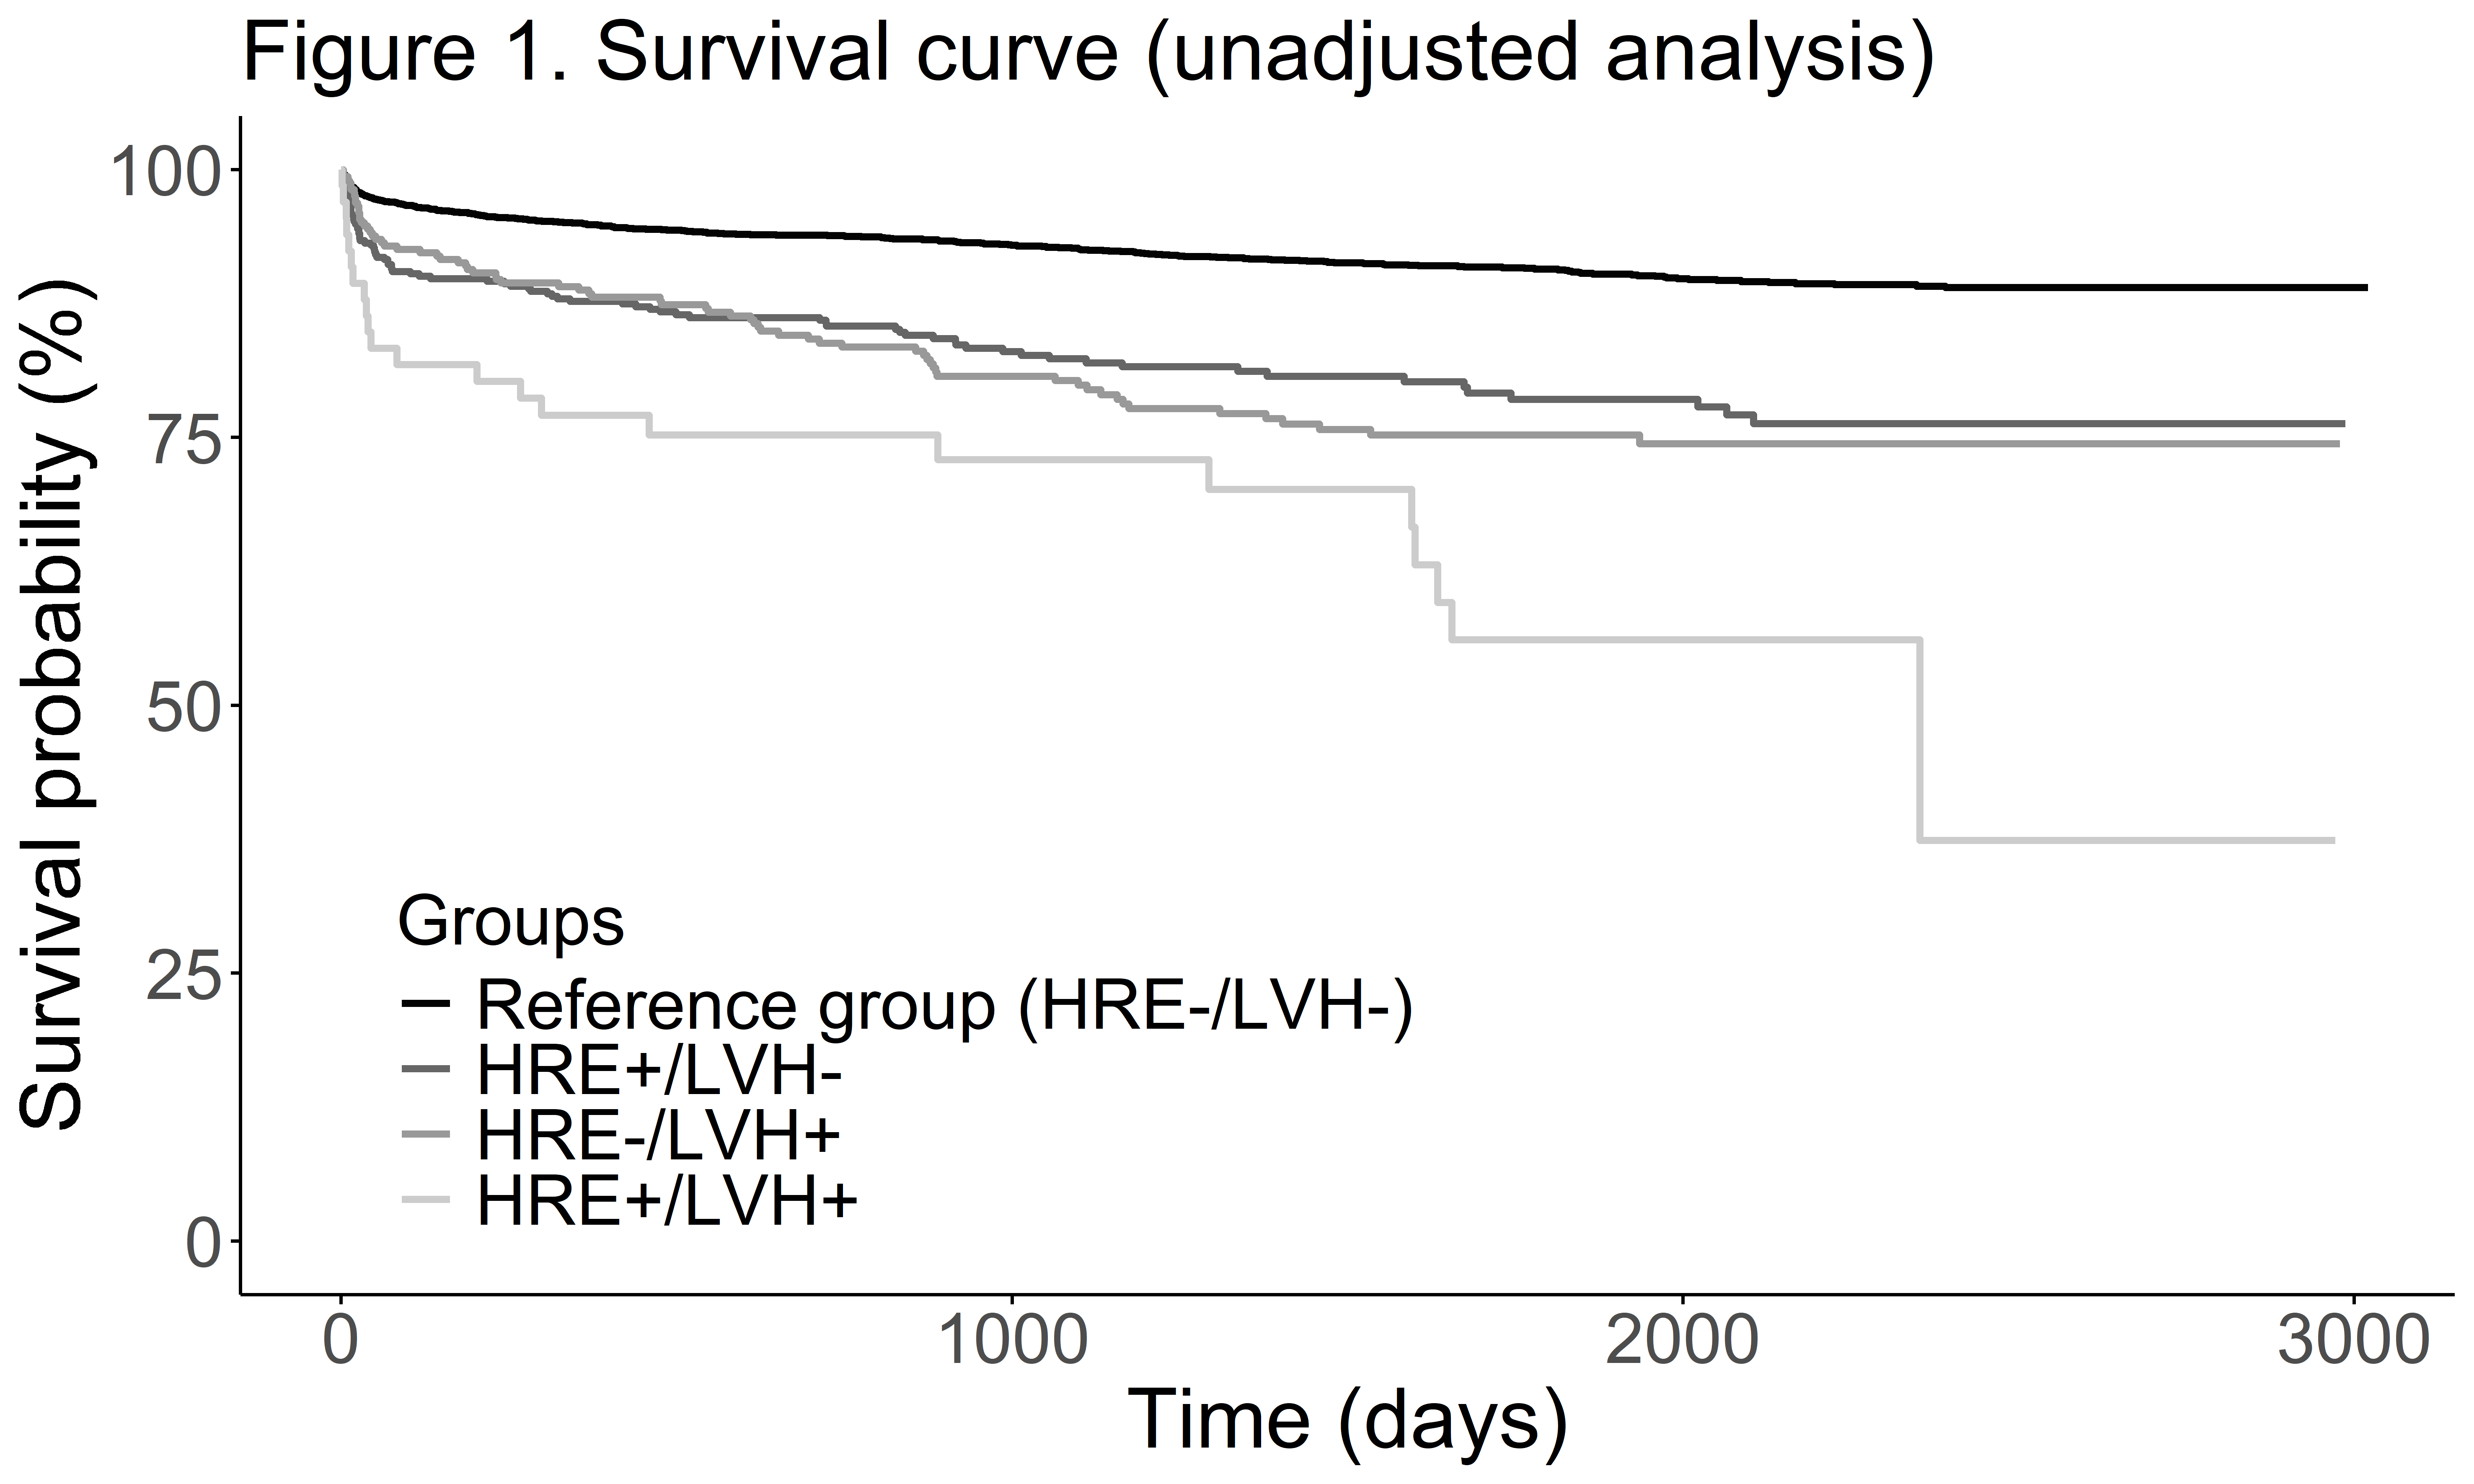 Figure 1. Survival curve (unadjusted analysis)
Survival probability (%)
100
75
50
25
0
Groups
Reference group (HRE-/LVH-)
HRE+/LVH-
HRE-/LVH+
HRE+/LVH+
0 1000 2000 3000
Time (days)